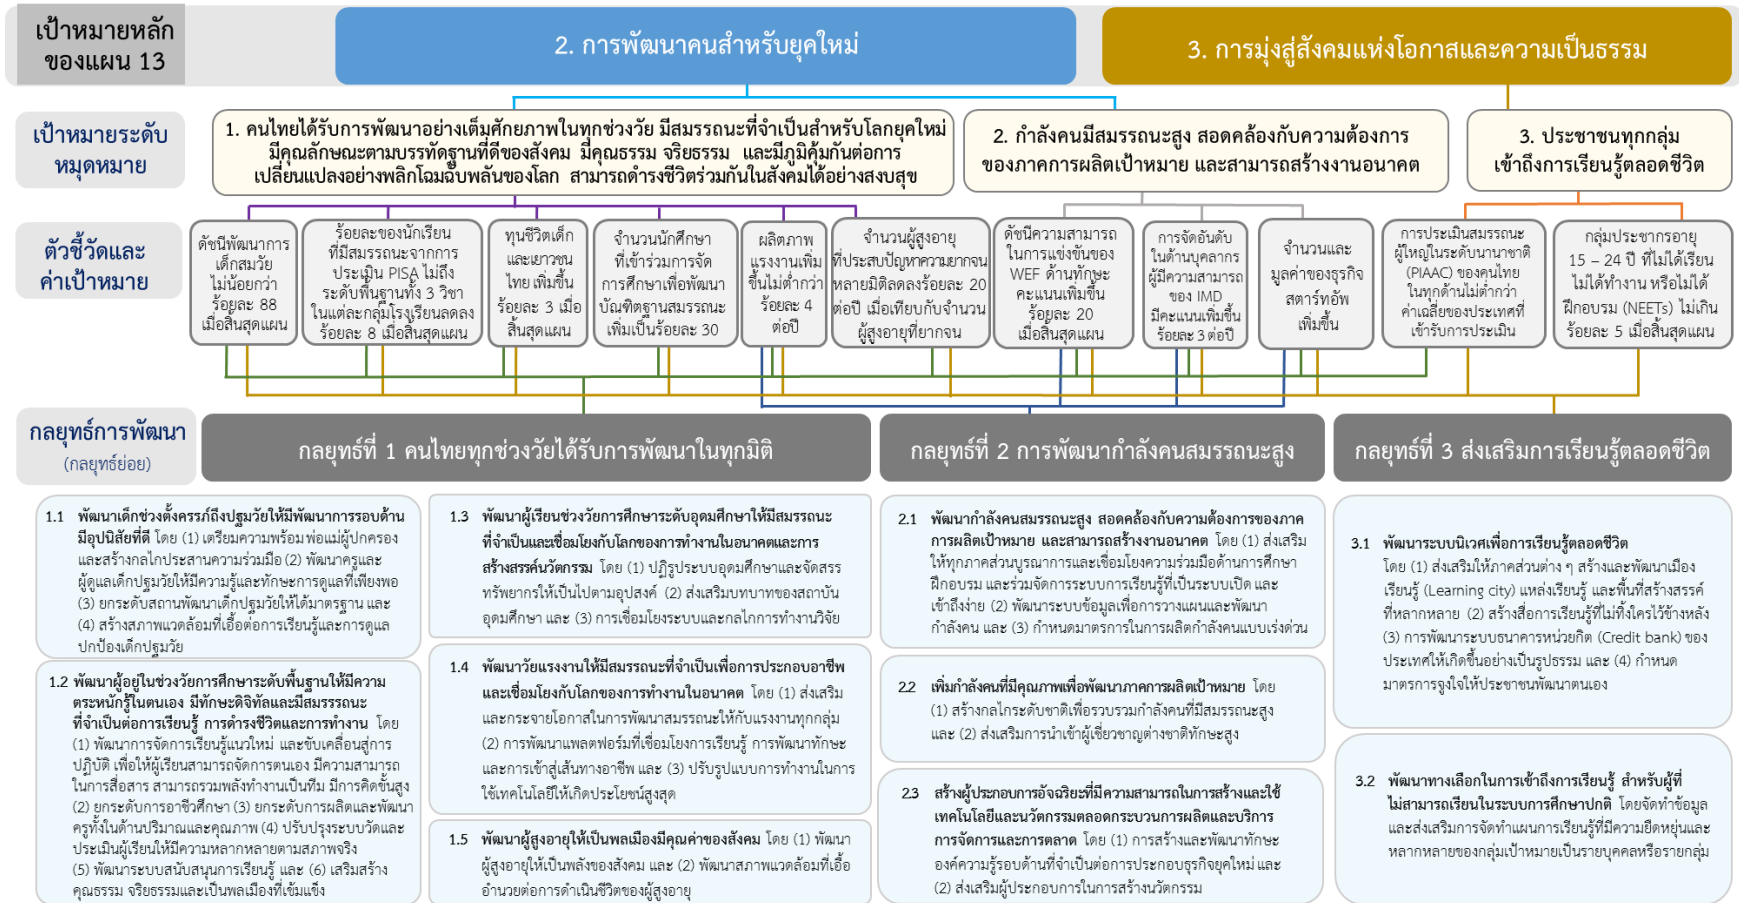 เป้าหมายหลัก
ของแผน 13
2. การพัฒนาคนสำหรับยุคใหม่
3. การมุ่งสู่สังคมแห่งโอกาสและความเป็นธรรม
เป้าหมายระดับ
หมุดหมาย
1. คนไทยได้รับการพัฒนาอย่างเต็มศักยภาพในทุกช่วงวัย มีสมรรถนะที่จำเป็นสำหรับโลกยุคใหม่
มีคุณลักษณะตามบรรทัดฐานที่ดีของสังคม มีคุณธรรม จริยธรรม และมีภูมิคุ้มกันต่อการ
เปลี่ยนแปลงอย่างพลิกโฉมฉับพลันของโลก สามารถดำรงชีวิตร่วมกันในสังคมได้อย่างสงบสุข
2. กำลังคนมีสมรรถนะสูง สอดคล้องกับความต้องการ
ของภาคการผลิตเป้าหมาย และสามารถสร้างงานอนาคต
3. ประชาชนทุกกลุ่ม
เข้าถึงการเรียนรู้ตลอดชีวิต
ตัวชี้วัดและ
ค่าเป้าหมาย
ดัชนีพัฒนาการ
เด็กสมวัย
ไม่น้อยกว่า
ร้อยละ 88
เมื่อสิ้นสุดแผน
ร้อยละของนักเรียน
ที่มีสมรรถนะจากการ
ประเมิน PISA ไม่ถึง
ระดับพื้นฐานทั้ง 3 วิชา
ในแต่ละกลุ่มโรงเรียนลดลง
ร้อยละ 8 เมื่อสิ้นสุดแผน
ทุนชีวิตเด็ก
และเยาวชน
ไทย เพิ่มขึ้น
ร้อยละ 3 เมื่อ
สิ้นสุดแผน
จำนวนนักศึกษา
ที่เข้าร่วมการจัด
การศึกษาเพื่อพัฒนา
บัณฑิตฐานสมรรถนะ
เพิ่มเป็นร้อยละ 30
ผลิตภาพ
แรงงานเพิ่ม
ขึ้นไม่ต่ำกว่า
ร้อยละ 4
ต่อปี
จำนวนผู้สูงอายุ
ที่ประสบปัญหาความยากจน
หลายมิติลดลงร้อยละ 20
ต่อปี เมื่อเทียบกับจำนวน
ผู้สูงอายุที่ยากจน
ดัชนีความสามารถ
ในการแข่งขันของ
WEF ด้านทักษะ
คะแนนเพิ่มขึ้น
ร้อยละ 20
เมื่อสิ้นสุดแผน
การจัดอันดับ
ในด้านบุคลากร
ผู้มีความสามารถ
ของ IMD
มีคะแนนเพิ่มขึ้น
ร้อยละ 3 ต่อปี
จำนวนและ
มูลค่าของธุรกิจ
สตาร์ทอัพ
เพิ่มขึ้น
การประเมินสมรรถนะ
ผู้ใหญ่ในระดับนานาชาติ
(PIAAC) ของคนไทย
ในทุกด้านไม่ต่ำกว่า
ค่าเฉลี่ยของประเทศที่
เข้ารับการประเมิน
กลุ่มประชากรอายุ
15 – 24 ปี ที่ไม่ได้เรียน
ไม่ได้ทำงาน หรือไม่ได้
ฝึกอบรม (NEETs) ไม่เกิน
ร้อยละ 5 เมื่อสิ้นสุดแผน
กลยุทธ์การพัฒนา
(กลยุทธ์ย่อย)
กลยุทธ์ที่ 1 คนไทยทุกช่วงวัยได้รับการพัฒนาในทุกมิติ
กลยุทธ์ที่ 2 การพัฒนากำลังคนสมรรถนะสูง
กลยุทธ์ที่ 3 ส่งเสริมการเรียนรู้ตลอดชีวิต
1.1 พัฒนาเด็กช่วงตั้งครรภ์ถึงปฐมวัยให้มีพัฒนาการรอบด้าน
มีอุปนิสัยที่ดี โดย (1) เตรียมความพร้อมพ่อแม่ผู้ปกครอง
และสร้างกลไกประสานความร่วมมือ (2) พัฒนาครูและ
ผู้ดูแลเด็กปฐมวัยให้มีความรู้และทักษะการดูแลที่เพียงพอ
(3) ยกระดับสถานพัฒนาเด็กปฐมวัยให้ได้มาตรฐาน และ
(4) สร้างสภาพแวดล้อมที่เอื้อต่อการเรียนรู้และการดูแล
ปกป้องเด็กปฐมวัย
1.2 พัฒนาผู้อยู่ในช่วงวัยการศึกษาระดับพื้นฐานให้มีความ
ตระหนักรู้ในตนเอง มีทักษะดิจิทัลและมีสมรรรถนะ
ที่จำเป็นต่อการเรียนรู้ การดำรงชีวิตและการทำงาน โดย
(1) พัฒนาการจัดการเรียนรู้แนวใหม่ และขับเคลื่อนสู่การ
ปฏิบัติ เพื่อให้ผู้เรียนสามารถจัดการตนเอง มีความสามารถ
ในการสื่อสาร สามารถรวมพลังทำงานเป็นทีม มีการคิดขั้นสูง
(2) ยกระดับการอาชีวศึกษา (3) ยกระดับการผลิตและพัฒนา
ครูทั้งในด้านปริมาณและคุณภาพ (4) ปรับปรุงระบบวัดและ
ประเมินผู้เรียนให้มีความหลากหลายตามสภาพจริง
(5) พัฒนาระบบสนับสนุนการเรียนรู้ และ (6) เสริมสร้าง
คุณธรรม จริยธรรมและเป็นพลเมืองที่เข้มแข็ง
1.3 พัฒนาผู้เรียนช่วงวัยการศึกษาระดับอุดมศึกษาให้มีสมรรถนะ
ที่จำเป็นและเชื่อมโยงกับโลกของการทำงานในอนาคตและการ
สร้างสรรค์นวัตกรรม โดย (1) ปฏิรูประบบอุดมศึกษาและจัดสรร
ทรัพยากรให้เป็นไปตามอุปสงค์ (2) ส่งเสริมบทบาทของสถาบัน
อุดมศึกษา และ (3) การเชื่อมโยงระบบและกลไกการทำงานวิจัย
1.4 พัฒนาวัยแรงงานให้มีสมรรถนะที่จำเป็นเพื่อการประกอบอาชีพ
และเชื่อมโยงกับโลกของการทำงานในอนาคต โดย (1) ส่งเสริม
และกระจายโอกาสในการพัฒนาสมรรถนะให้กับแรงงานทุกกลุ่ม
(2) การพัฒนาแพลตฟอร์มที่เชื่อมโยงการเรียนรู้ การพัฒนาทักษะ
และการเข้าสู่เส้นทางอาชีพ และ (3) ปรับรูปแบบการทำงานในการ
ใช้เทคโนโลยีให้เกิดประโยชน์สูงสุด
1.5 พัฒนาผู้สูงอายุให้เป็นพลเมืองมีคุณค่าของสังคม โดย (1) พัฒนา
ผู้สูงอายุให้เป็นพลังของสังคม และ (2) พัฒนาสภาพแวดล้อมที่เอื้อ
อำนวยต่อการดำเนินชีวิตของผู้สูงอายุ
2.1 พัฒนากำลังคนสมรรถนะสูง สอดคล้องกับความต้องการของภาค
การผลิตเป้าหมาย และสามารถสร้างงานอนาคต โดย (1) ส่งเสริม
ให้ทุกภาคส่วนบูรณาการและเชื่อมโยงความร่วมมือด้านการศึกษา
ฝึกอบรม และร่วมจัดการระบบการเรียนรู้ที่เป็นระบบเปิด และ
เข้าถึงง่าย (2) พัฒนาระบบข้อมูลเพื่อการวางแผนและพัฒนา
กำลังคน และ (3) กำหนดมาตรการในการผลิตกำลังคนแบบเร่งด่วน
2.2 เพิ่มกำลังคนที่มีคุณภาพเพื่อพัฒนาภาคการผลิตเป้าหมาย โดย
(1) สร้างกลไกระดับชาติเพื่อรวบรวมกำลังคนที่มีสมรรถนะสูง
และ (2) ส่งเสริมการนำเข้าผู้เชี่ยวชาญต่างชาติทักษะสูง
2.3 สร้างผู้ประกอบการอัจฉริยะที่มีความสามารถในการสร้างและใช้
เทคโนโลยีและนวัตกรรมตลอดกระบวนการผลิตและบริการ
การจัดการและการตลาด โดย (1) การสร้างและพัฒนาทักษะ
องค์ความรู้รอบด้านที่จำเป็นต่อการประกอบธุรกิจยุคใหม่ และ
(2) ส่งเสริมผู้ประกอบการในการสร้างนวัตกรรม
3.1 พัฒนาระบบนิเวศเพื่อการเรียนรู้ตลอดชีวิต
โดย (1) ส่งเสริมให้ภาคส่วนต่าง ๆ สร้างและพัฒนาเมือง
เรียนรู้ (Learning city) แหล่งเรียนรู้ และพื้นที่สร้างสรรค์
ที่หลากหลาย (2) สร้างสื่อการเรียนรู้ที่ไม่ทิ้งใครไว้ข้างหลัง
(3) การพัฒนาระบบธนาคารหน่วยกิต (Credit bank) ของ
ประเทศให้เกิดขึ้นอย่างเป็นรูปธรรม และ (4) กำหนด
มาตรการจูงใจให้ประชาชนพัฒนาตนเอง
3.2 พัฒนาทางเลือกในการเข้าถึงการเรียนรู้ สำหรับผู้ที่
ไม่สามารถเรียนในระบบการศึกษาปกติ โดยจัดทำข้อมูล
และส่งเสริมการจัดทำแผนการเรียนรู้ที่มีความยืดหยุ่นและ
หลากหลายของกลุ่มเป้าหมายเป็นรายบุคคลหรือรายกลุ่ม